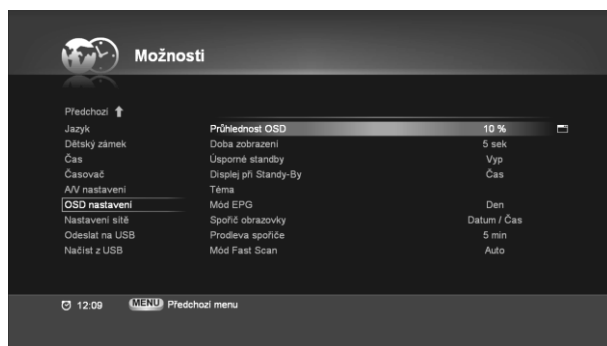 Možnosti
Předchozí
Jazyk
Dětský zámek
Čas
Časovač
A/V nastavení
OSD nastavení
Nastavení sítě
Odeslat na USB
Načíst z USB
Průhlednost OSD 10 %
Doba zobrazení 5 sek
Úsporné standby Vyp
Displej při Standy-By Čas
Téma
Mód EPG Den
Spořič obrazovky Datum / Čas
Prodleva spořiče 5 min
Mód Fast Scan Auto
12:09 MENU Předchozí menu